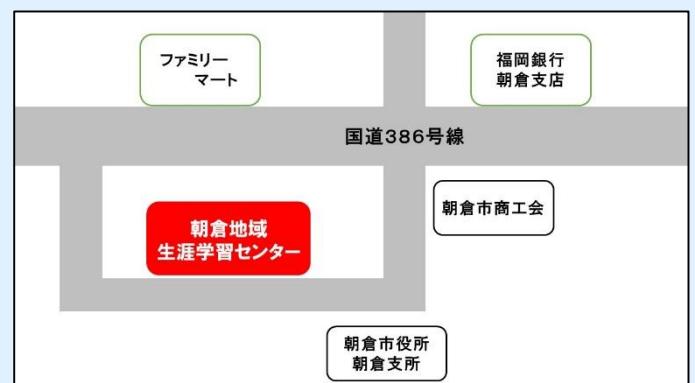 ファミリー
マート
福岡銀行
朝倉支店
国道386号線
朝倉市商工会
朝倉地域
生涯学習センター
朝倉市役所
朝倉支所